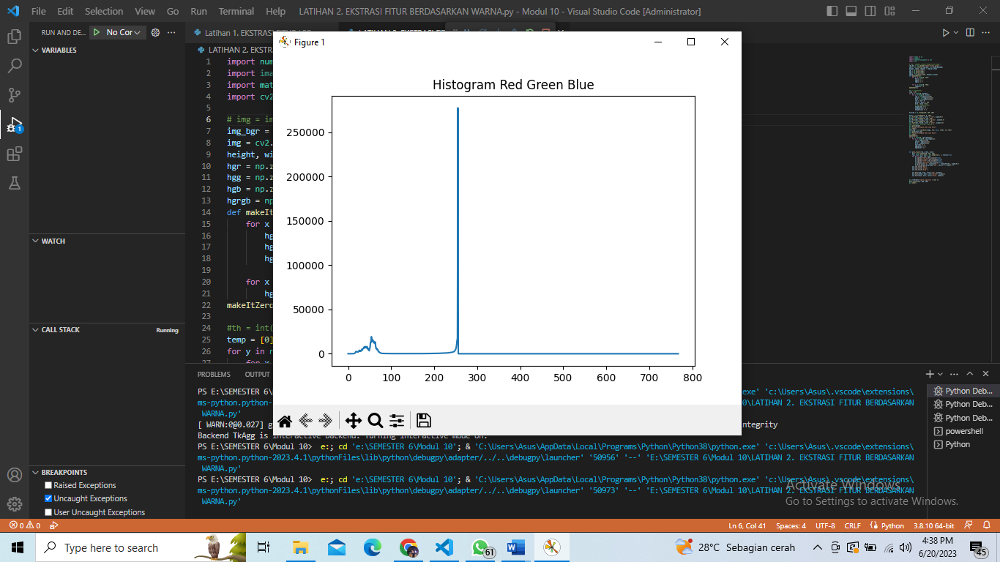 File Edit Selection View Go Run Terminal Help LATIHAN 2. EKSTRASI FITUR BERDASARKAN WARNA.py - Modul 10 - Visual Studio Code [Administrator]
RUN AND DE... No Cor
Latihan 1. EKSTRASI
VARIABLES
WATCH
CALL STACK Running
BREAKPOINTS
Raised Exceptions
Uncaught Exceptions
User Uncaught Exceptions
LATIHAN 2. EKSTR
1 import num
2 import ima
3 import mat
4 import cv2
5
6 # img = im
7 img_bgr =
8 img = cv2.
9 height, wi
10 hgr = np.z
11 hgg = np.z
12 hgb = np.z
13 hgrgb = np
14 def makeIt
15 for x
16 hg
17 hg
18 hg
19
20 for x
21 hg
22 makeItZero
23
24 #th = int(
25 temp = [0]
26 for y in r
27 for x
Figure 1
Histogram Red Green Blue
250000
200000
150000
100000
50000
0
0 100 200 300 400 500 600 700 800
PROBLEMS OUTPUT
PS E:\SEMESTER 6\ exe' 'c:\Users\Asus\.vscode\extensions\
ms-python.python- 0\LATIHAN 2. EKSTRASI FITUR BERDASARKAN
WARNA.py'
[ WARN:0@0.027] g ntegrity
Backend TkAgg is interactive backend. Turning interactive mode on.
PS E:\SEMESTER 6\Modul 10> e:; cd 'e:\SEMESTER 6\Modul 10'; & 'C:\Users\Asus\AppData\Local\Programs\Python\Python38\python.exe' 'c:\Users\Asus\.vscode\extensions\
ms-python.python-2023.4.1\pythonFiles\lib\python\debugpy\adapter/../..\debugpy\launcher' '50956' '--' 'E:\SEMESTER 6\Modul 10\LATIHAN 2. EKSTRASI FITUR BERDASARKAN
WARNA.py'
PS E:\SEMESTER 6\Modul 10> e:; cd 'e:\SEMESTER 6\Modul 10'; & 'C:\Users\Asus\AppData\Local\Programs\Python\Python38\python.exe' 'c:\Users\Asus\.vscode\extensions\
ms-python.python-2023.4.1\pythonFiles\lib\python\debugpy\adapter/../..\debugpy\launcher' '50973' '--' 'E:\SEMESTER 6\Modul 10\LATIHAN 2. EKSTRASI FITUR BERDASARKAN
WARNA.py'
Python Deb...
Python Deb...
Python Deb...
powershell
Python
Activate Windows
Go to Settings to activate Windows.
0 0 Ln 6, Col 41 Spaces: 4 UTF-8 CRLF Python 3.8.10 64-bit
Type here to search 61 28°C Sebagian cerah 4:38 PM
6/20/2023 45